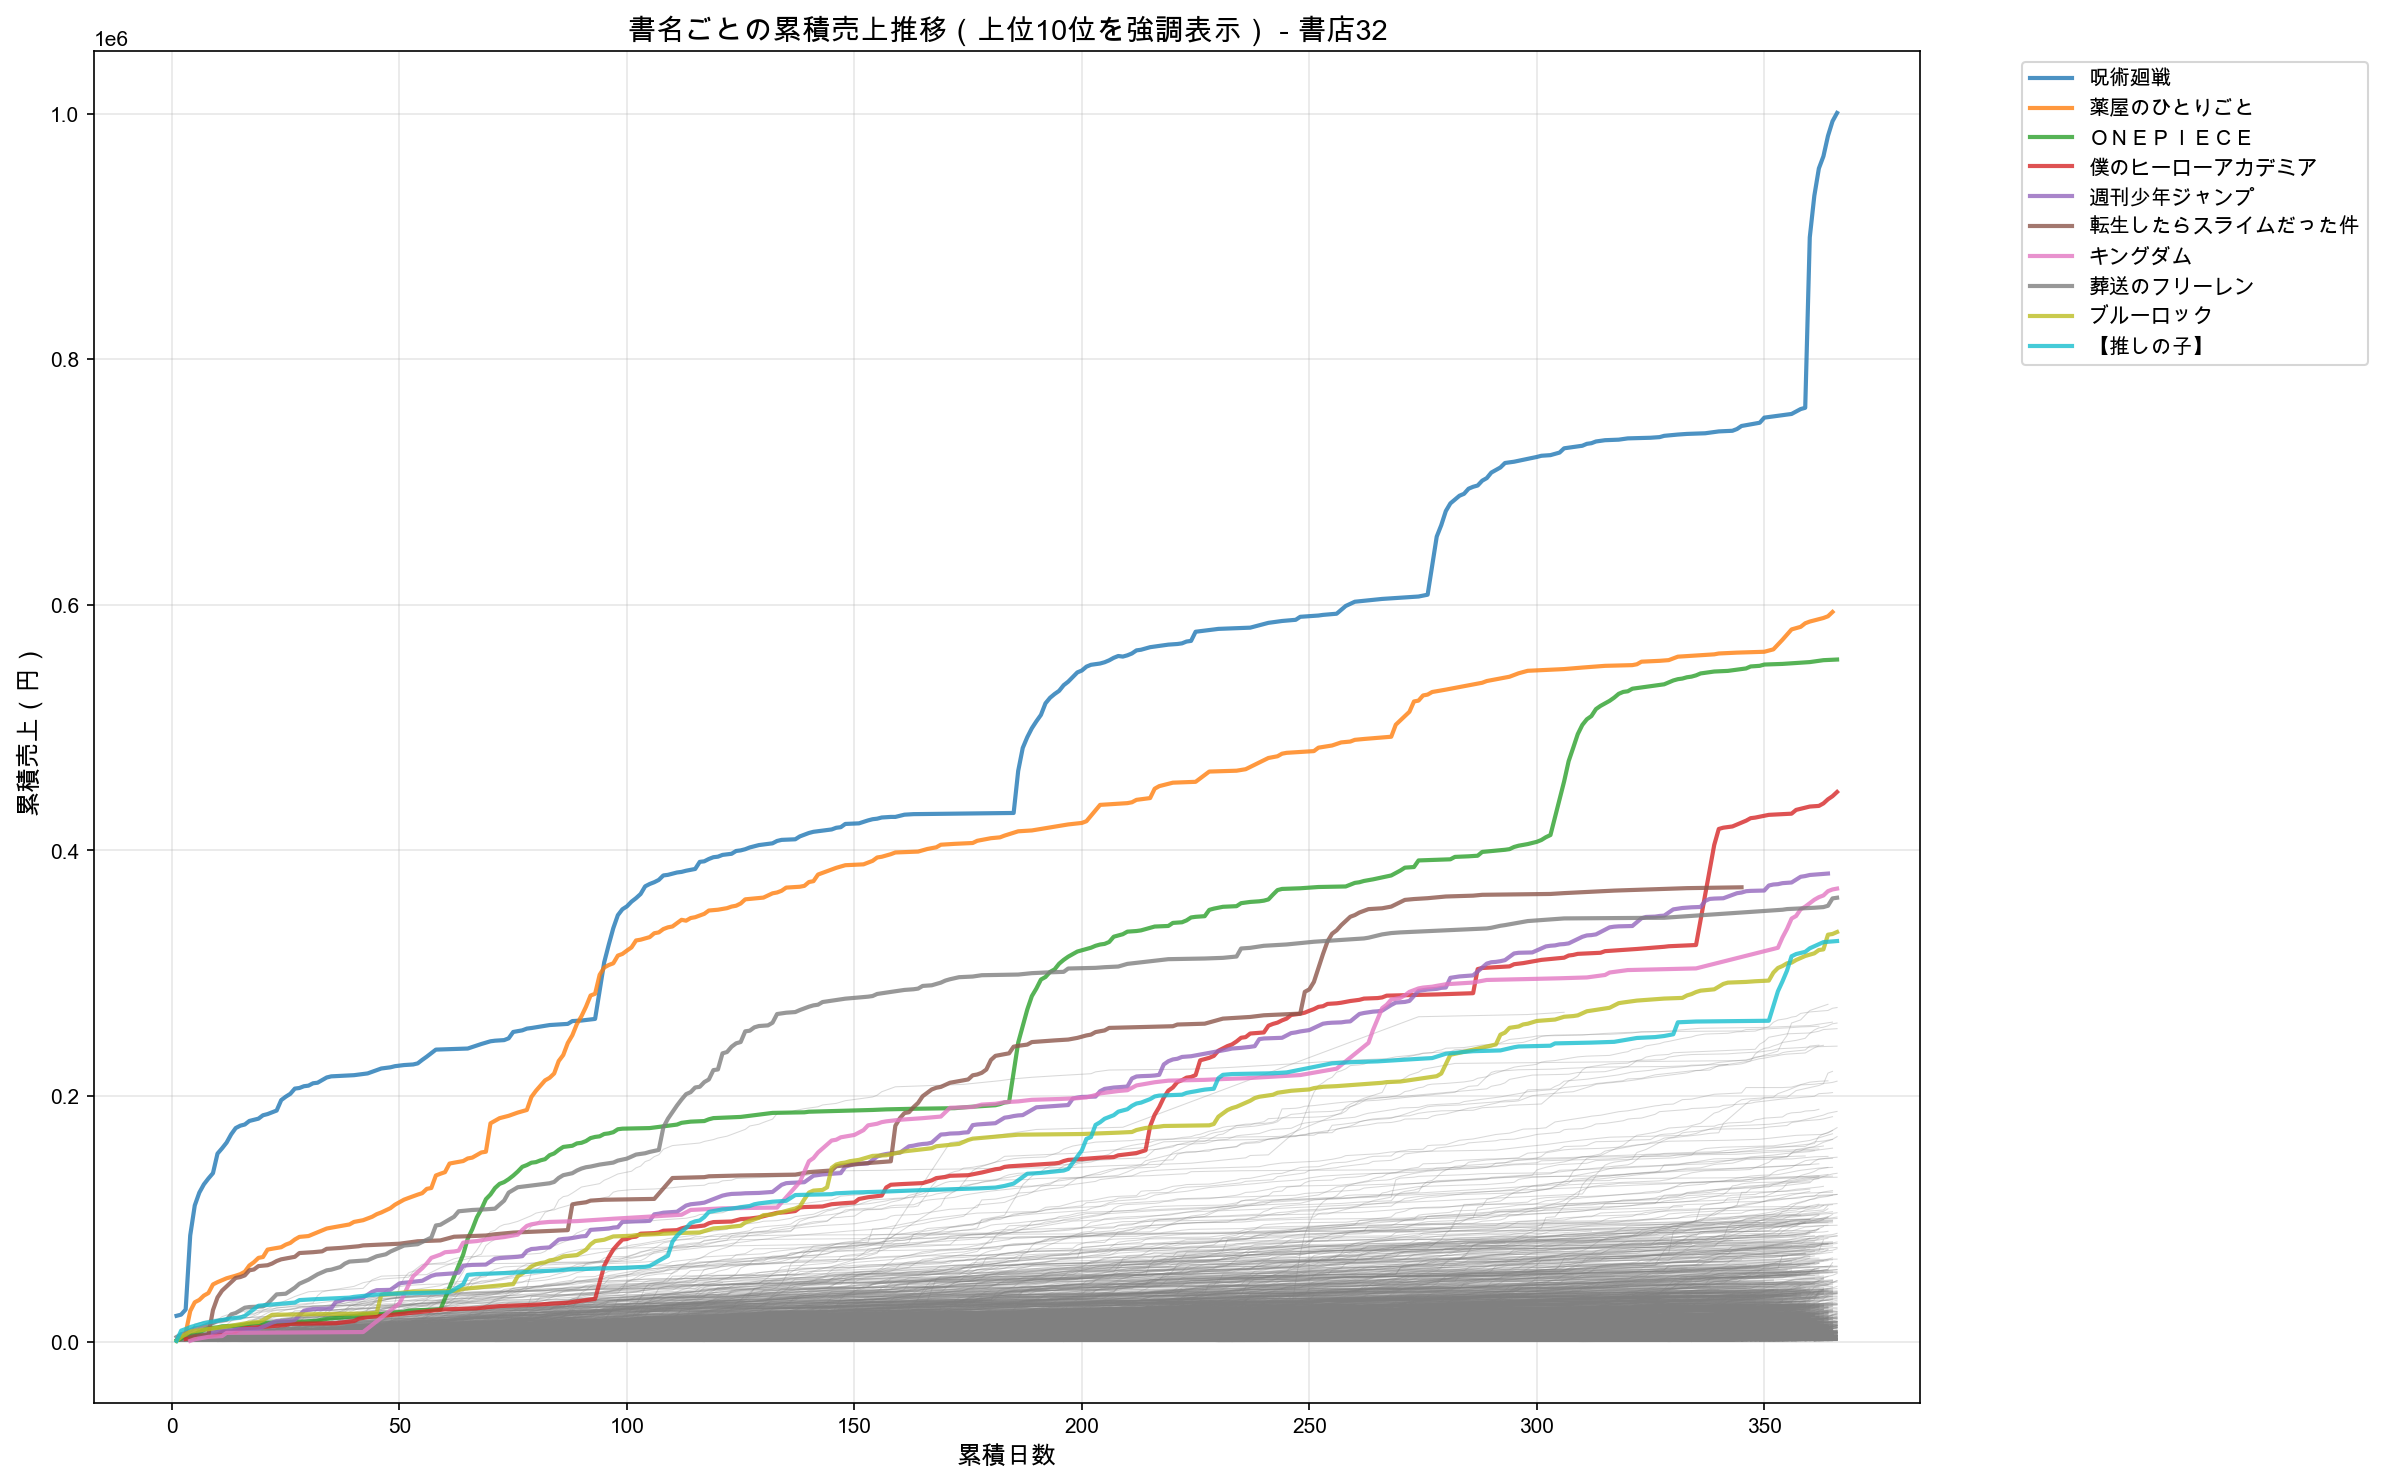 書名ごとの累積売上推移（上位10位を強調表示） - 書店32
1e6
1.0
0.8
0.6
0.4
0.2
0.0
累積売上（円）
0
50
100
150
200
250
300
350
累積日数
呪術廻戦
薬屋のひとりごと
ＯＮＥＰＩＥＣＥ
僕のヒーローアカデミア
週刊少年ジャンプ
転生したらスライムだった件
キングダム
葬送のフリーレン
ブルーロック
【推しの子】